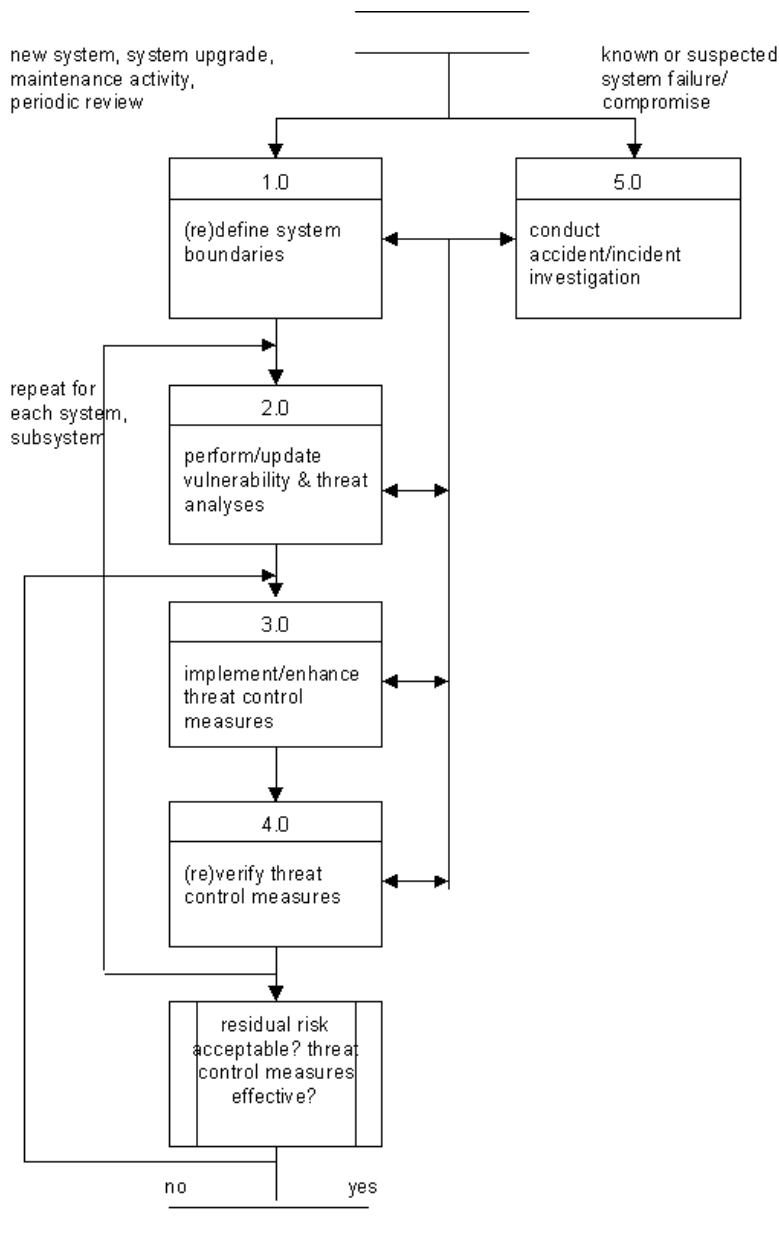 new system, system upgrade,
maintenance activity,
periodic review
known or suspected
system failure/
compromise
1.0
(re)define system
boundaries
5.0
conduct
accident/incident
investigation
repeat for
each system,
subsystem
2.0
perform/update
vulnerability & threat
analyses
3.0
implement/enhance
threat control
measures
4.0
(re)verify threat
control measures
residual risk
acceptable? threat
control measures
effective?
no
yes